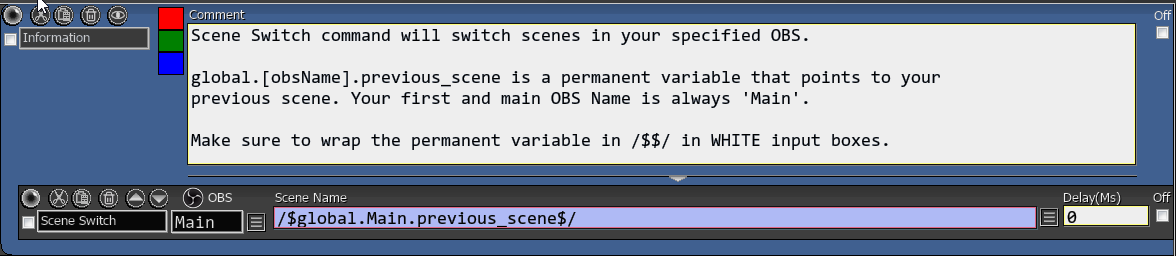 Comment
Off
Information
Scene Switch command will switch scenes in your specified OBS.
global.[obsName].previous_scene is a permanent variable that points to your
previous scene. Your first and main OBS Name is always 'Main'.
Make sure to wrap the permanent variable in /$$/ in WHITE input boxes.
OBS
Scene Name
Delay(Ms)
Off
Scene Switch
Main
/$global.Main.previous_scene$/
0